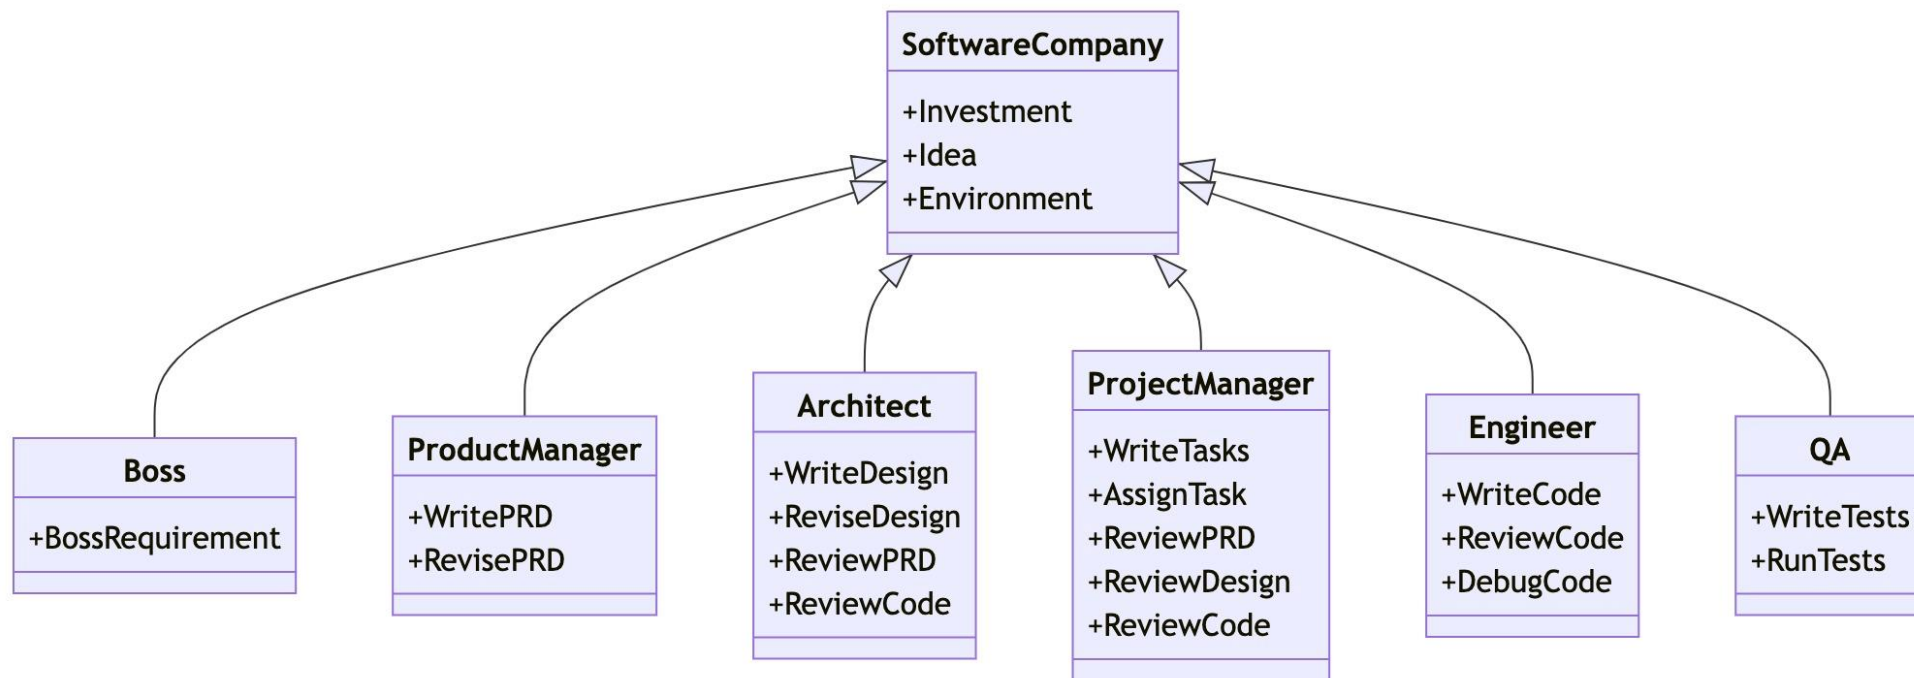 SoftwareCompany
+Investment
+Idea
+Environment
Boss
+BossRequirement
ProductManager
+WritePRD
+RevisePRD
Architect
+WriteDesign
+ReviseDesign
+ReviewPRD
+ReviewCode
ProjectManager
+WriteTasks
+AssignTask
+ReviewPRD
+ReviewDesign
+ReviewCode
Engineer
+WriteCode
+ReviewCode
+DebugCode
QA
+WriteTests
+RunTests